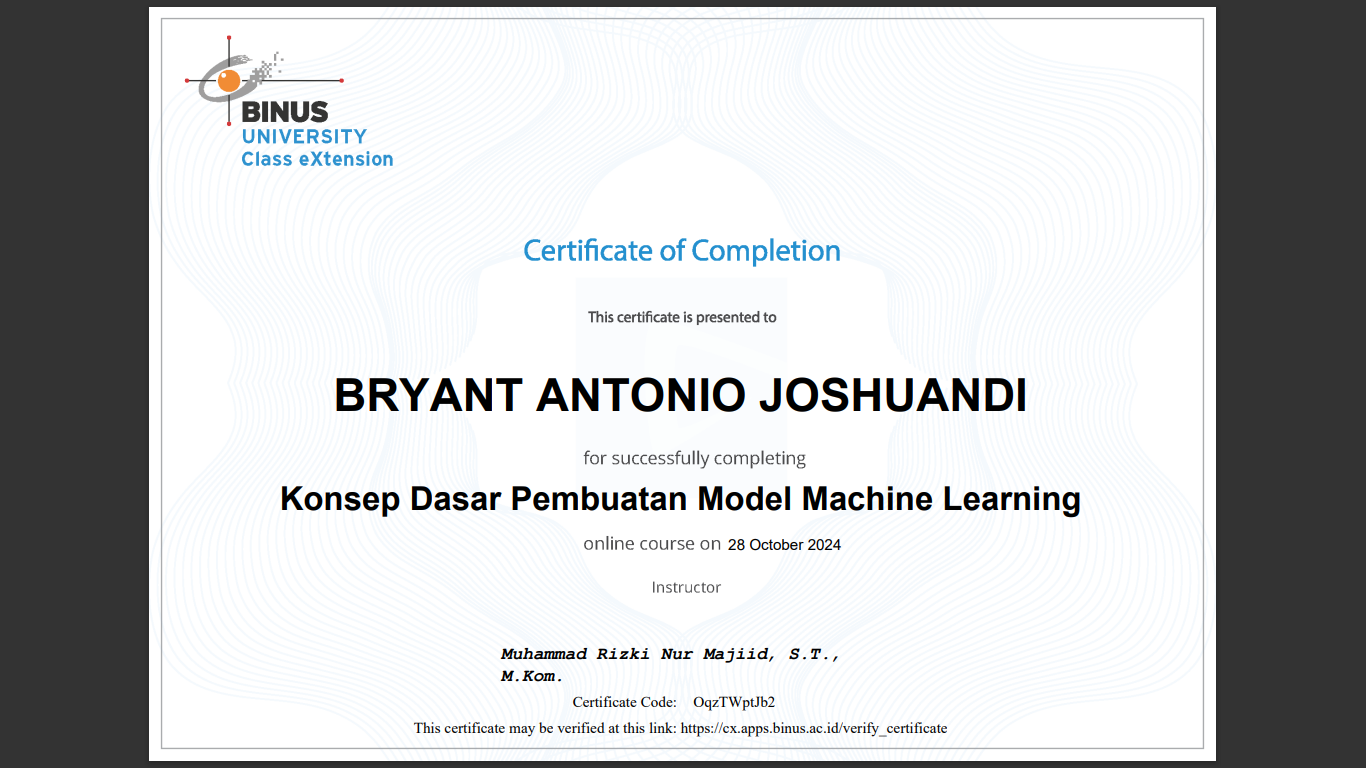 BINUS
UNIVERSITY
Class eXtension
Certificate of Completion
This certificate is presented to
BRYANT ANTONIO JOSHUANDI
for successfully completing
Konsep Dasar Pembuatan Model Machine Learning
online course on 28 October 2024
Instructor
Muhammad Rizki Nur Majiid, S.T.,
M.Kom.
Certificate Code: OqzTWptJb2
This certificate may be verified at this link: https://cx.apps.binus.ac.id/verify_certificate